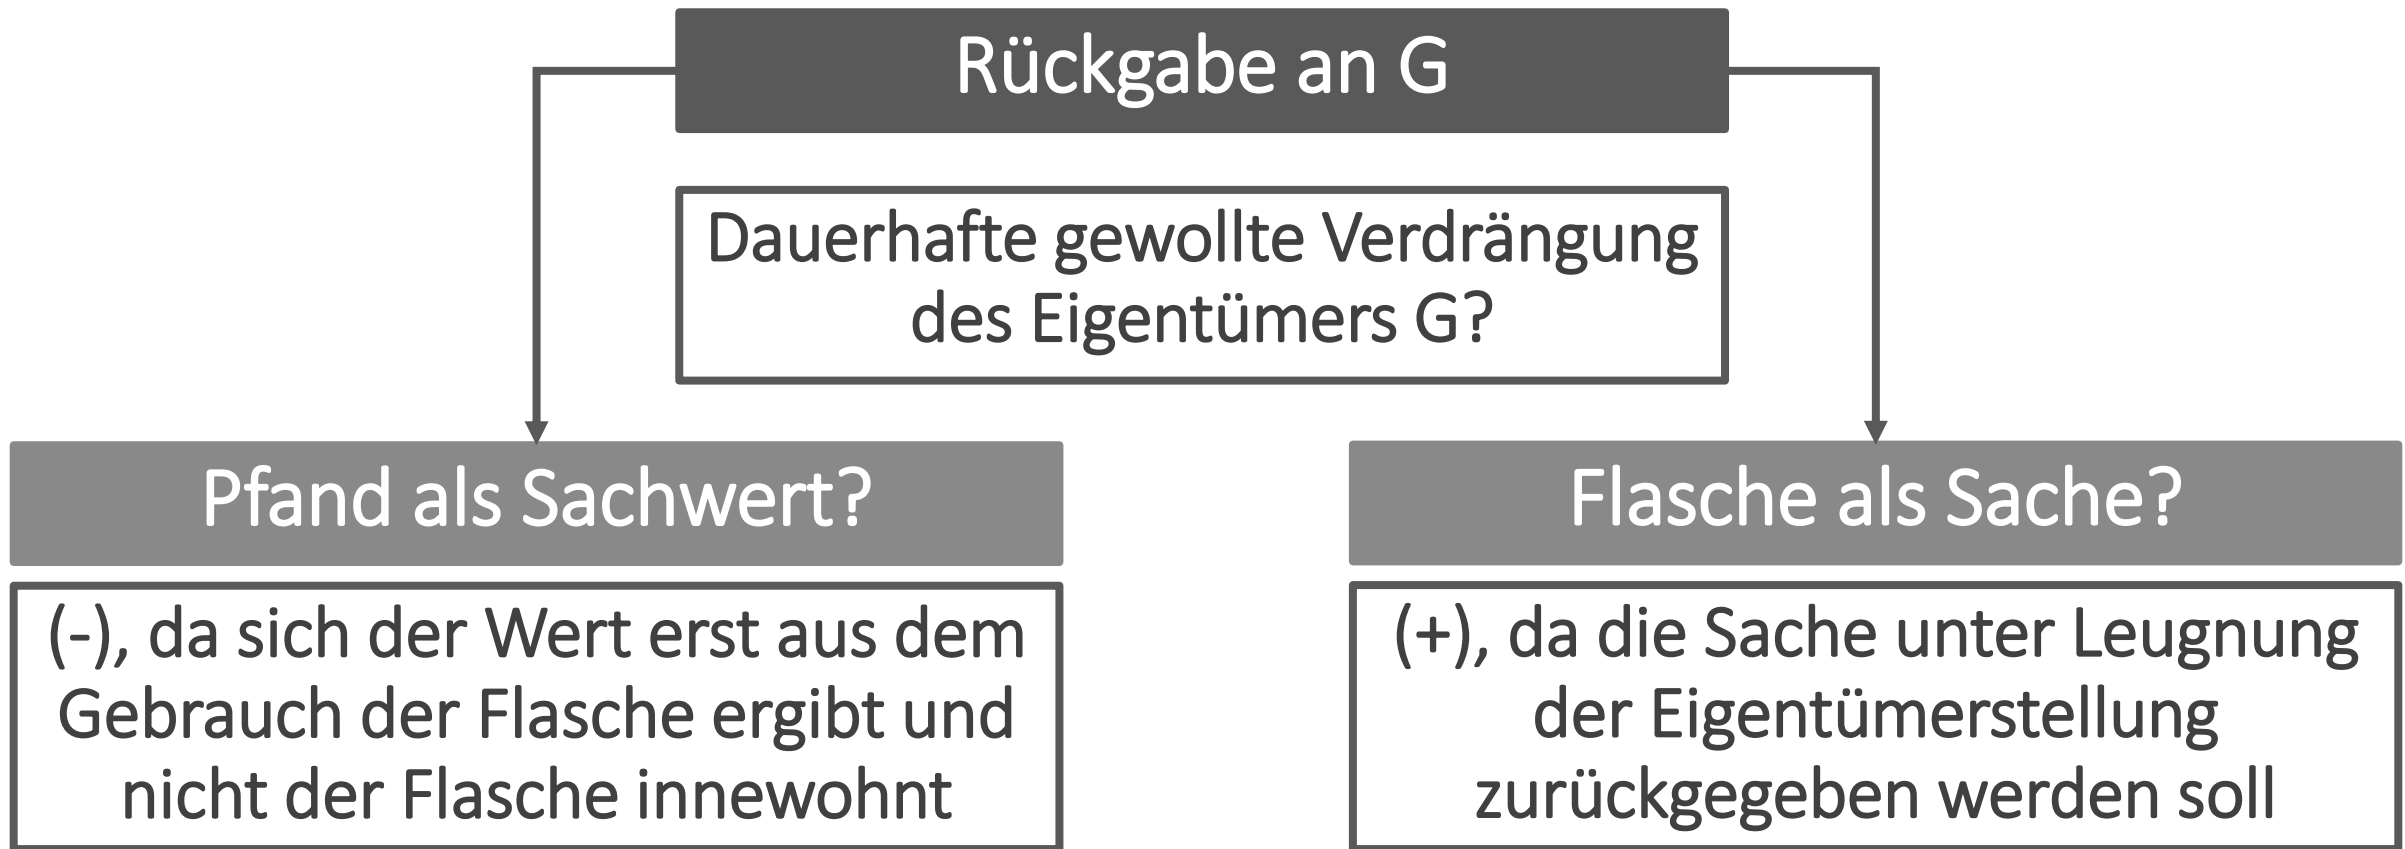 Rückgabe an G
Dauerhafte gewollte Verdrängung
des Eigentümers G?
Pfand als Sachwert?
(-), da sich der Wert erst aus dem
Gebrauch der Flasche ergibt und
nicht der Flasche innewohnt
Flasche als Sache?
(+), da die Sache unter Leugnung
der Eigentümerstellung
zurückgegeben werden soll